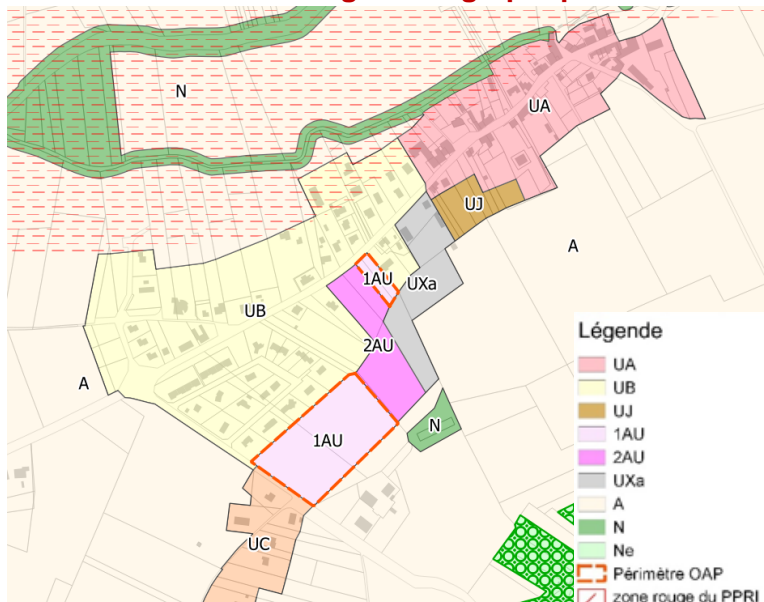 N
UA
UJ
A
1AU
UXa
UB
2AU
A
N
1AU
UC
Légende
UA
UB
UJ
1AU
2AU
UXa
A
N
Ne
Périmètre OAP
zone rouge du PPRI